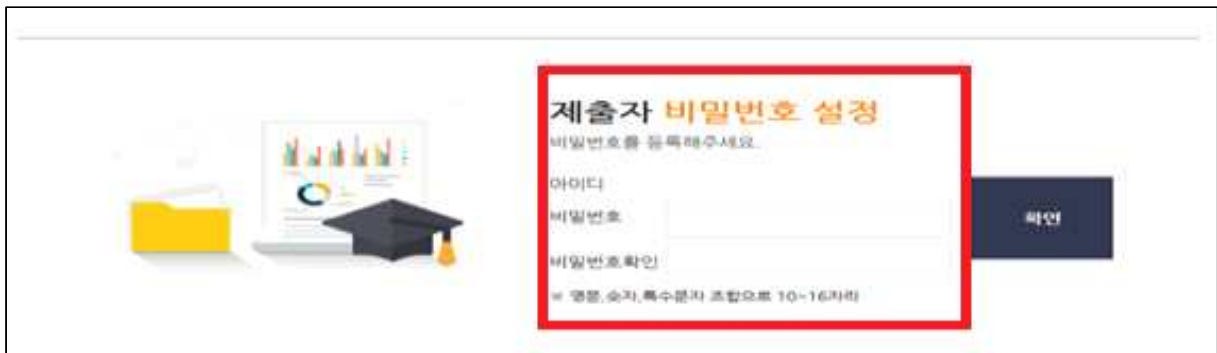 제출자 비밀번호 설정
비밀번호를 등록해주세요.
아이디
비밀번호
비밀번호확인
확인
※ 영문,숫자,특수문자 조합으로 10~16자리